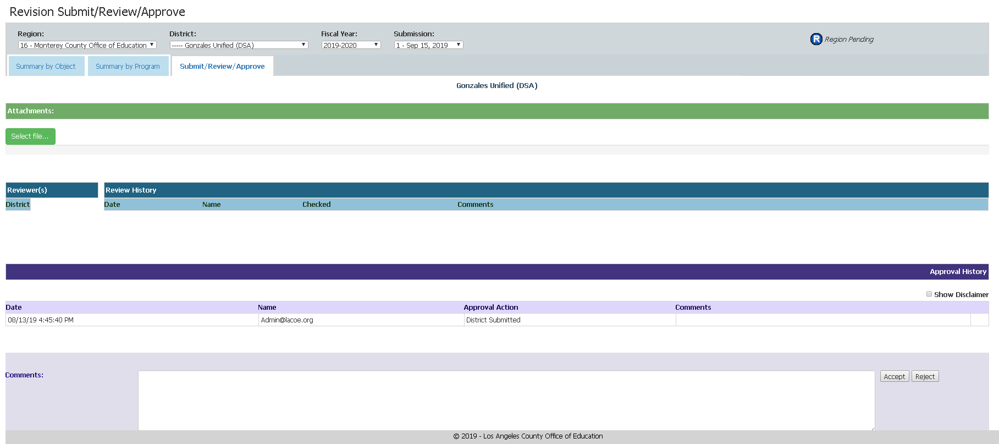 Revision Submit/Review/Approve
Region: District: Fiscal Year: Submission:
16 - Monterey County Office of Education ----- Gonzales Unified (DSA) 2019-2020 1 - Sep 15, 2019
R Region Pending
Summary by Object Summary by Program Submit/Review/Approve
Gonzales Unified (DSA)
Attachments:
Select file...
Reviewer(s) Review History
District Date Name Checked Comments
Approval History
Show Disclaimer
Date Name Approval Action Comments
08/13/19 4:45:40 PM Admin@lacoe.org District Submitted
Comments: Accept Reject
© 2019 - Los Angeles County Office of Education